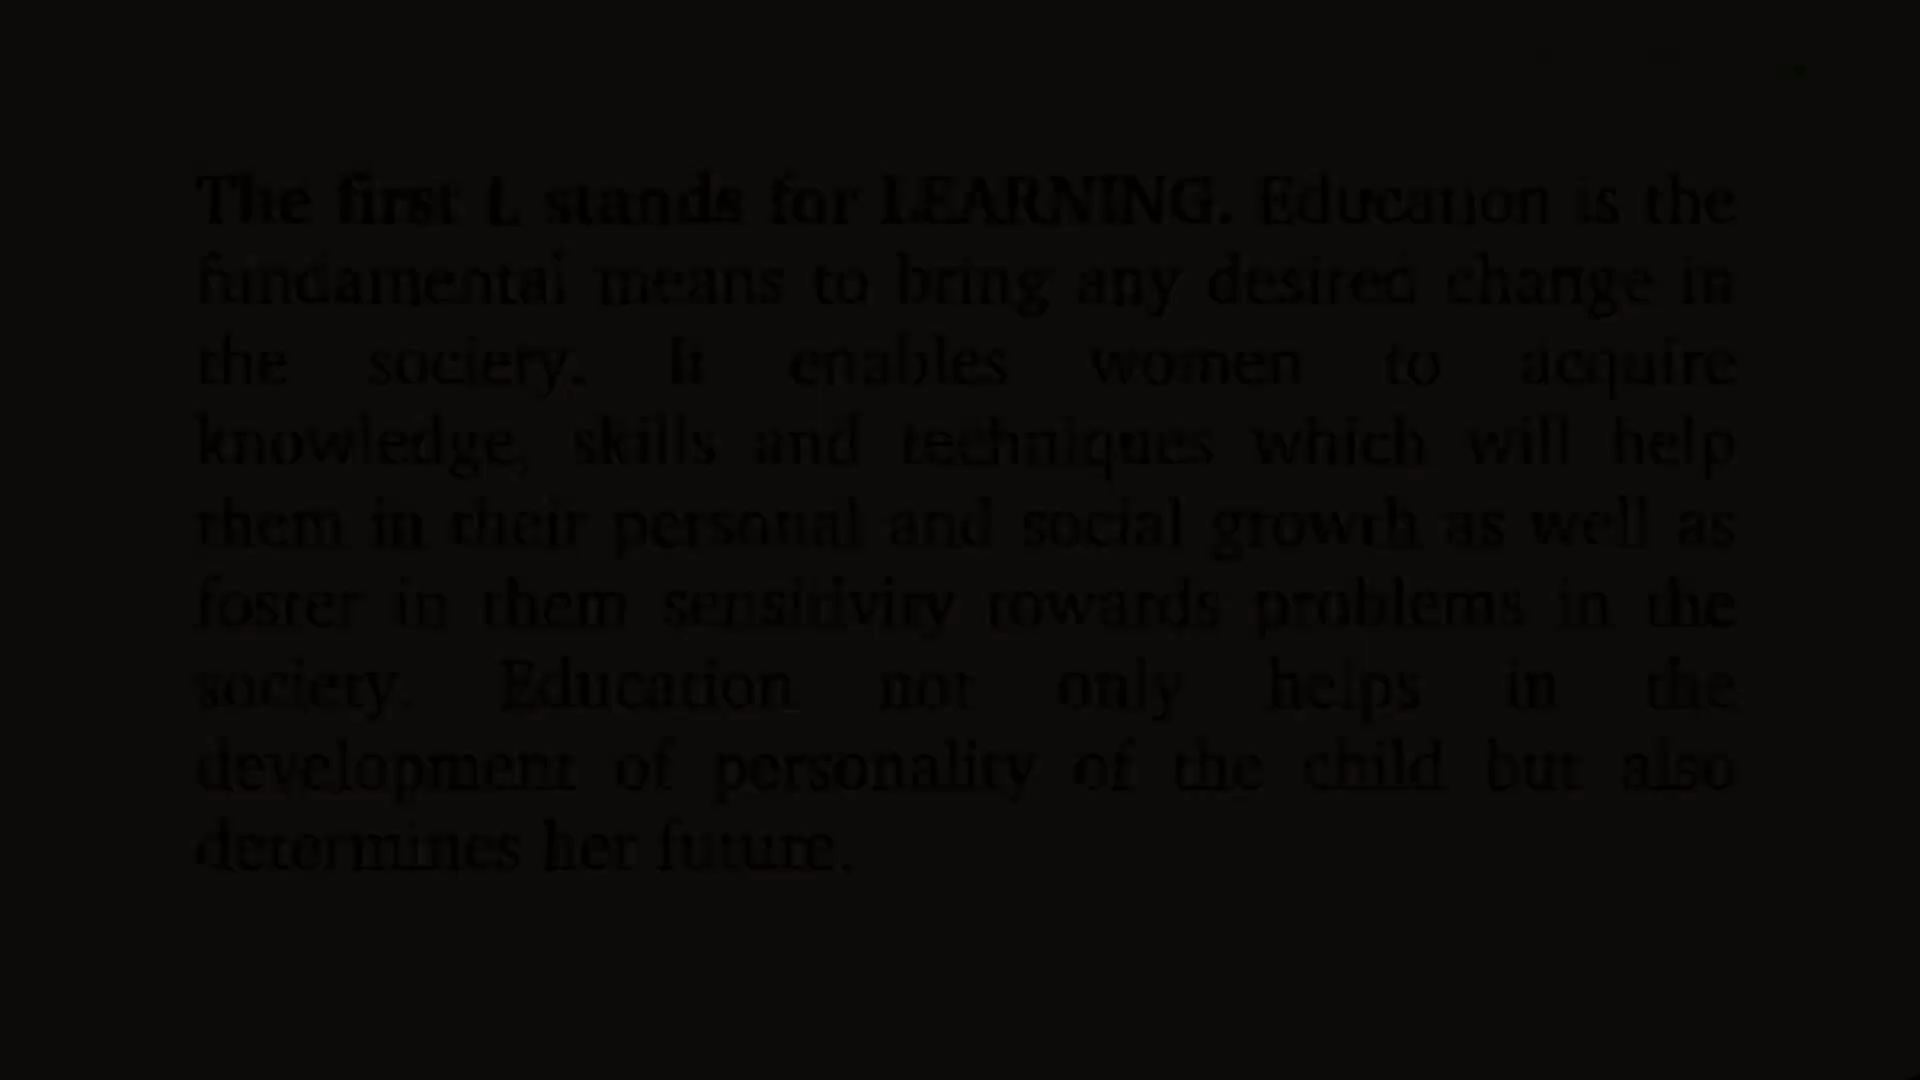 The first L stands for LEARNING. Education is the
fundamental means to bring any desired change in
the society. It enables women to acquire
knowledge, skills and techniques which will help
them in their personal and social growth as well as
foster in them sensitivity towards problems in the
society. Education not only helps in the
development of personality of the child but also
determines her future.